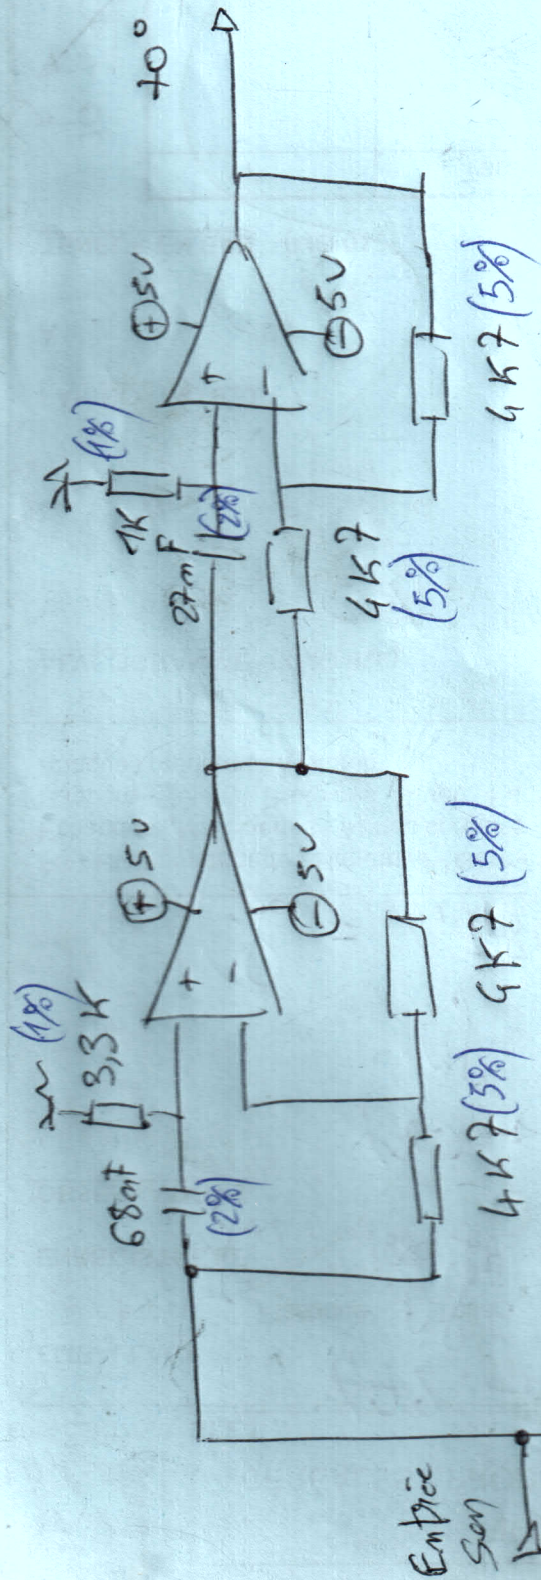 Entrée
son
68nF
(2%)
3,3K
(1%)
4K7 (5%)
4K7 (5%)
+
-
+ 5V
- 5V
27nF
(2%)
1K
(1%)
4K7
(5%)
+
-
+ 5V
- 5V
4K7 (5%)
+0°